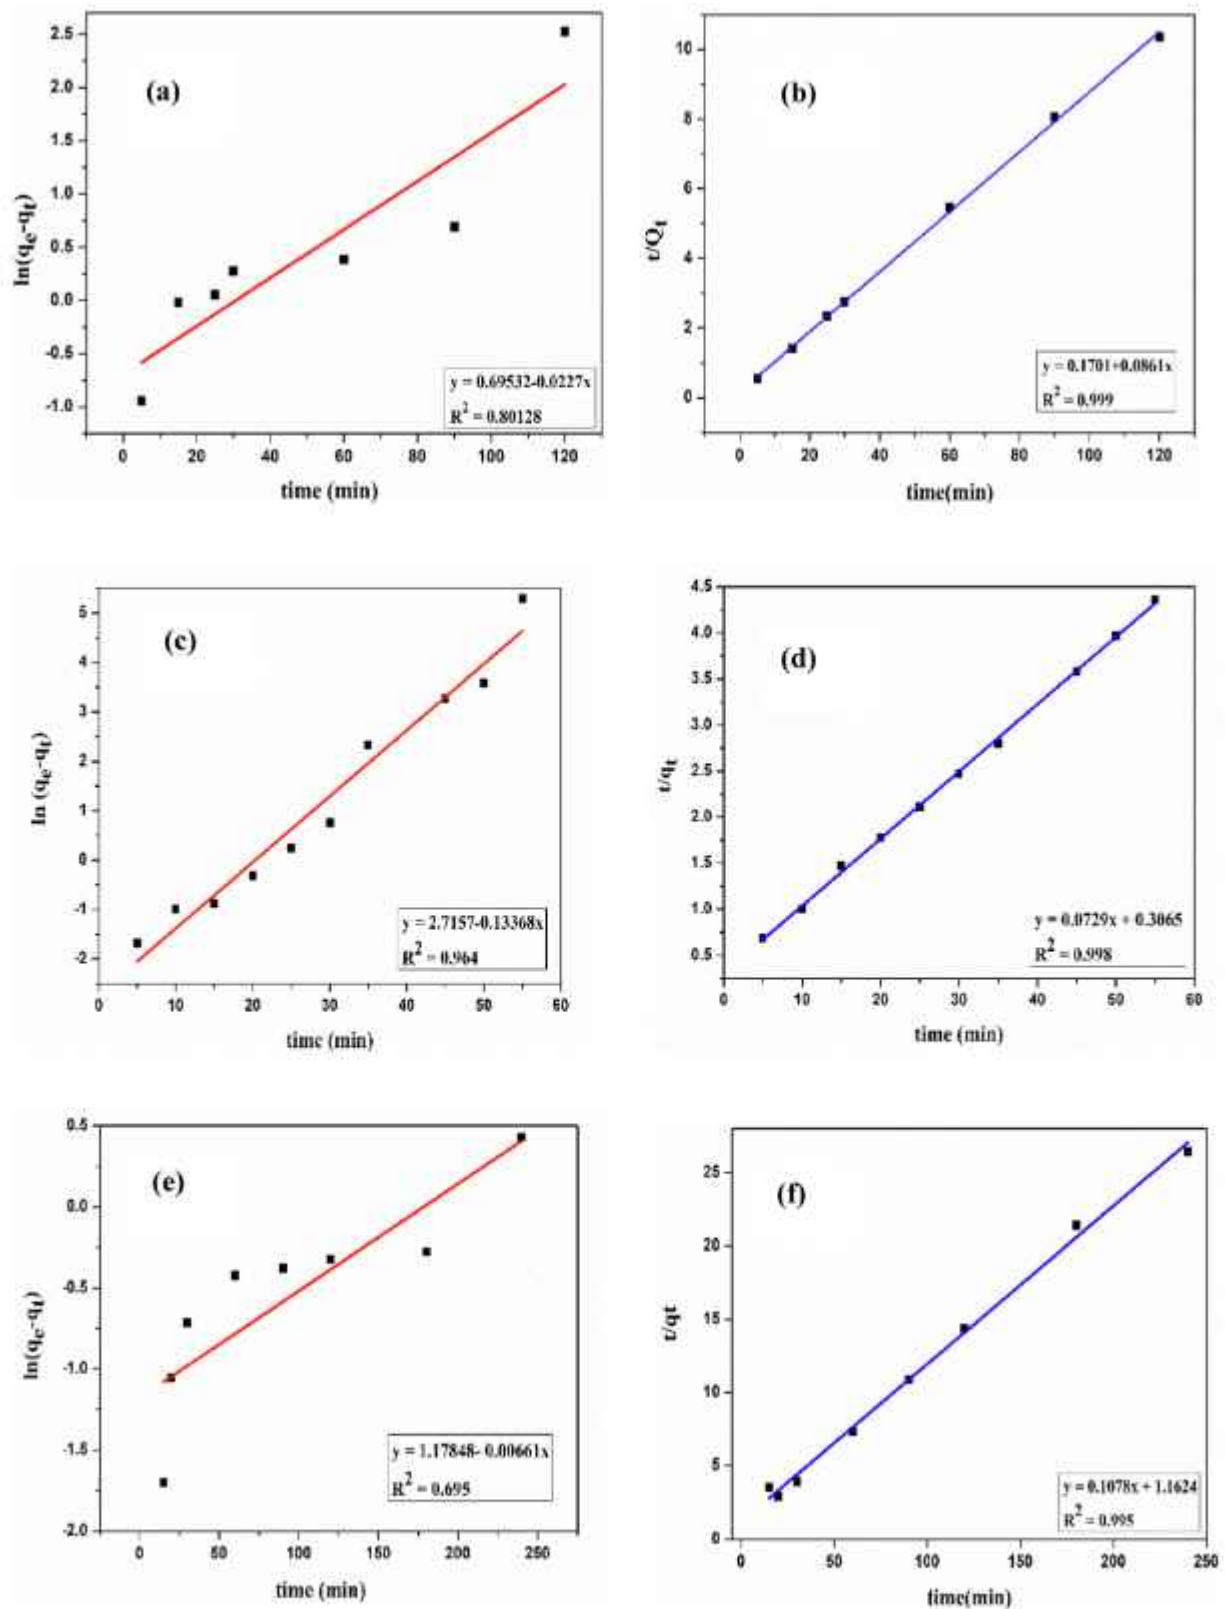 (a)
ln(qe-qt)
2.5
2.0
1.5
1.0
0.5
0.0
-0.5
-1.0
y = 0.69532-0.0227x
R2 = 0.80128
0 20 40 60 80 100 120
time (min)
(b)
t/Qt
10
8
6
4
2
0
y = 0.1701+0.0861x
R2 = 0.999
0 20 40 60 80 100 120
time(min)
(c)
ln (qe-qt)
5
4
3
2
1
0
-1
-2
y = 2.7157-0.13368x
R2 = 0.964
0 10 20 30 40 50 60
time (min)
(d)
t/qt
4.5
4.0
3.5
3.0
2.5
2.0
1.5
1.0
0.5
y = 0.0729x + 0.3065
R2 = 0.998
0 10 20 30 40 50 60
time (min)
(e)
ln(qe-qt)
0.5
0.0
-0.5
-1.0
-1.5
-2.0
y = 1.17848- 0.00661x
R2 = 0.695
0 50 100 150 200 250
time (min)
(f)
t/qt
25
20
15
10
5
0
y = 0.1078x + 1.1624
R2 = 0.995
0 50 100 150 200 250
time(min)